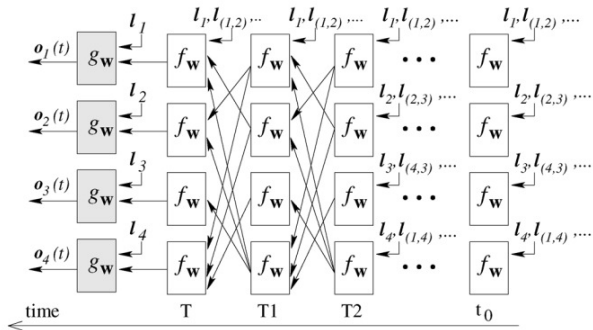 l1 l1,l(1,2),... l1,l(1,2),... l1,l(1,2),... l1,l(1,2),...
o1(t) gw fw fw fw ••• fw
l2 l2,l(2,3),... l2,l(2,3),...
o2(t) gw fw fw fw ••• fw
l3 l3,l(4,3),... l3,l(4,3),...
o3(t) gw fw fw fw ••• fw
l4 l4,l(1,4),... l4,l(1,4),...
o4(t) gw fw fw fw ••• fw
time T T1 T2 t0